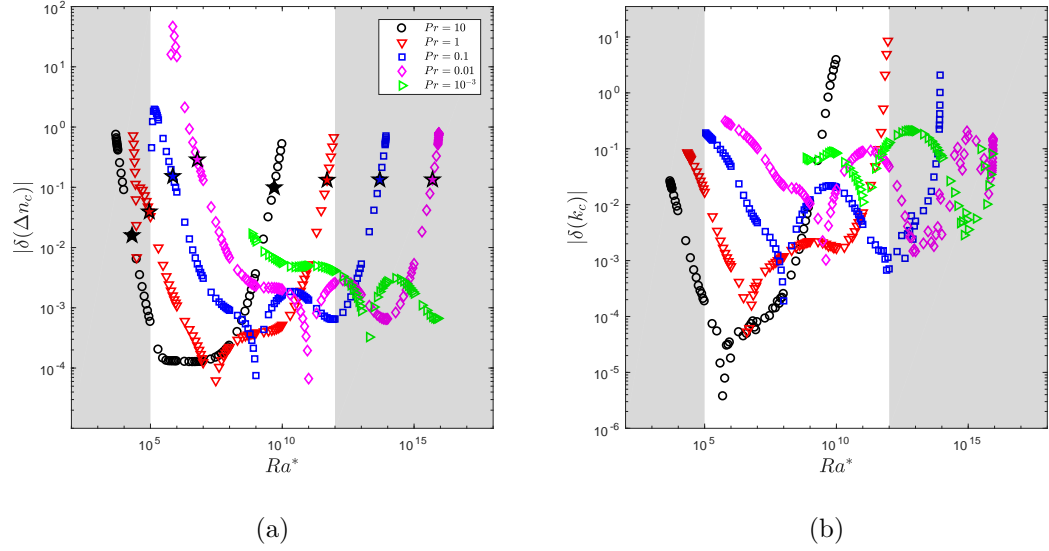 10^2
10^1
10^0
10^-1
10^-2
10^-3
10^-4
|δ(Δn_c)|
10^5
10^10
10^15
Ra*
Pr = 10
Pr = 1
Pr = 0.1
Pr = 0.01
Pr = 10^-3
(a)
10^1
10^0
10^-1
10^-2
10^-3
10^-4
10^-5
10^-6
|δ(k_c)|
10^5
10^10
10^15
Ra*
(b)